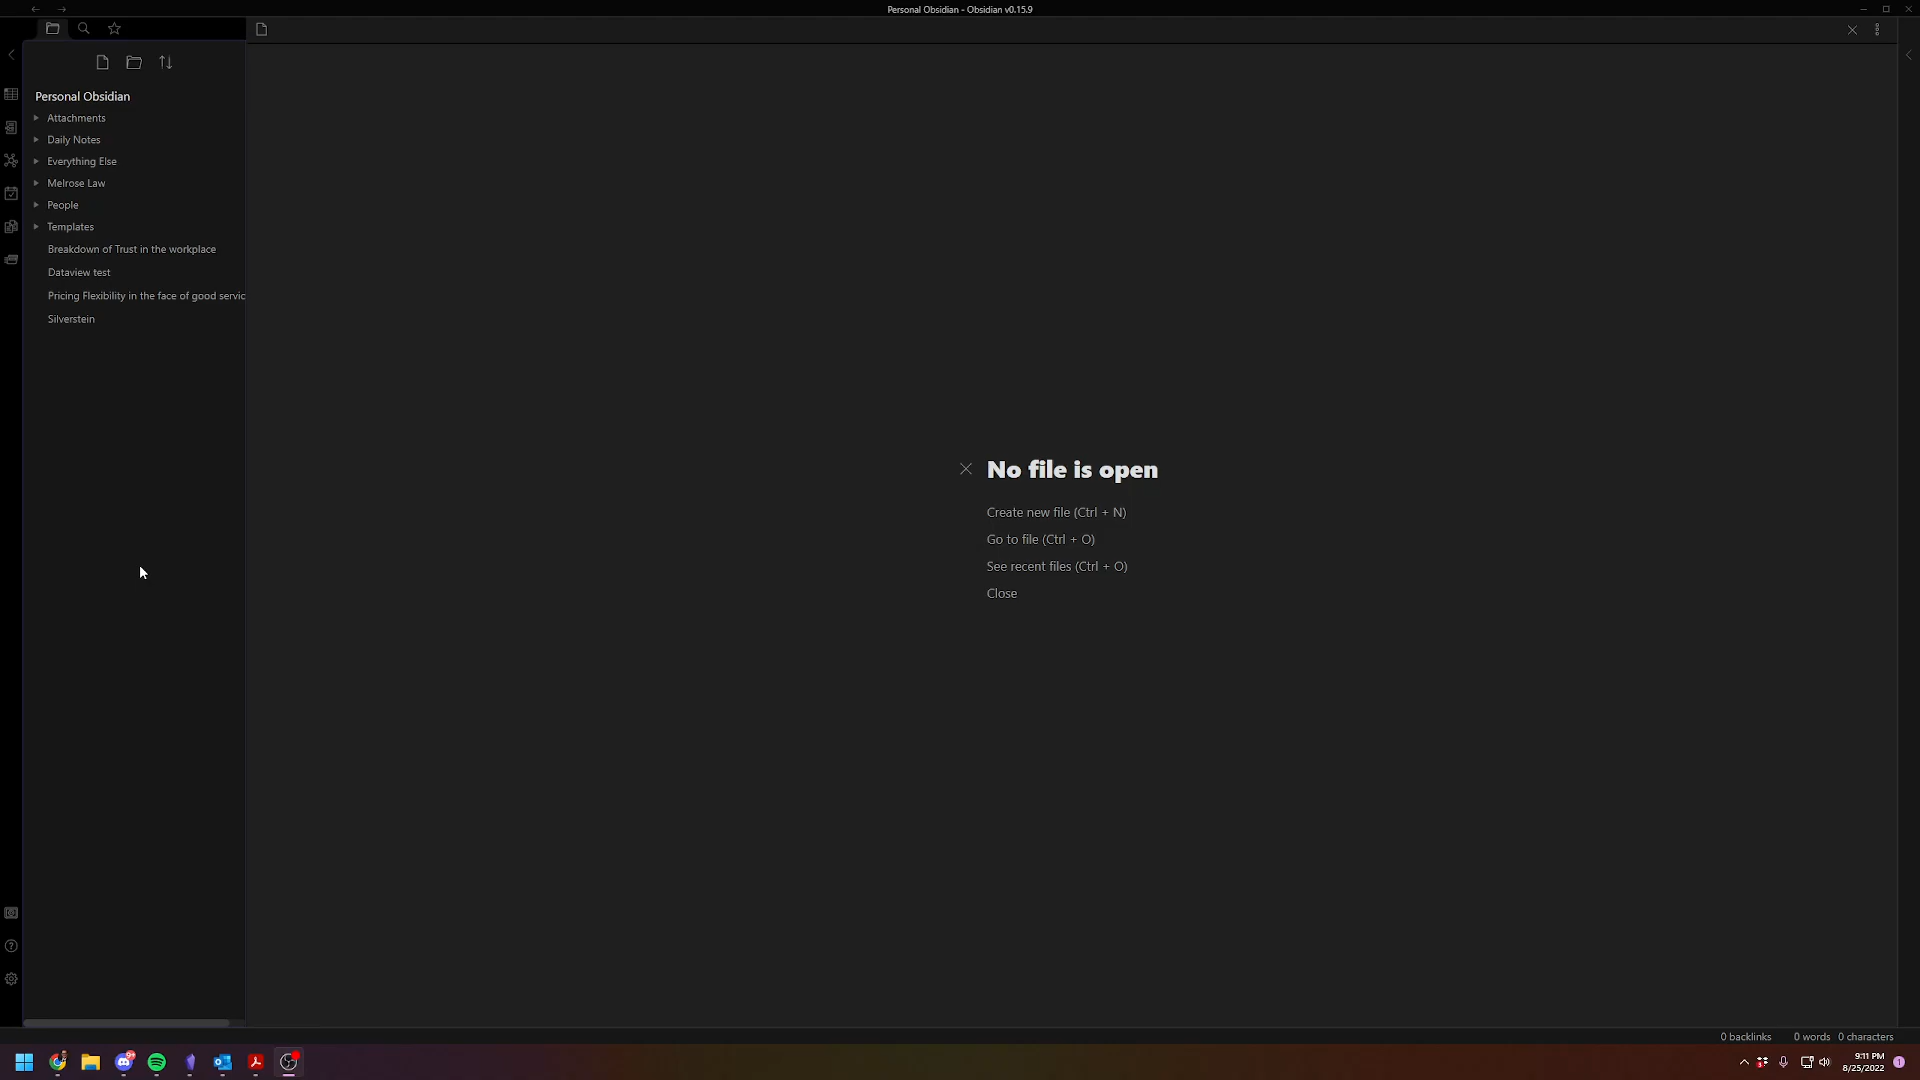 Personal Obsidian - Obsidian v0.15.9
Personal Obsidian
Attachments
Daily Notes
Everything Else
Melrose Law
People
Templates
Breakdown of Trust in the workplace
Dataview test
Pricing Flexibility in the face of good servic
Silverstein
No file is open
Create new file (Ctrl + N)
Go to file (Ctrl + O)
See recent files (Ctrl + O)
Close
0 backlinks 0 words 0 characters
9+
9:11 PM
8/25/2022
1